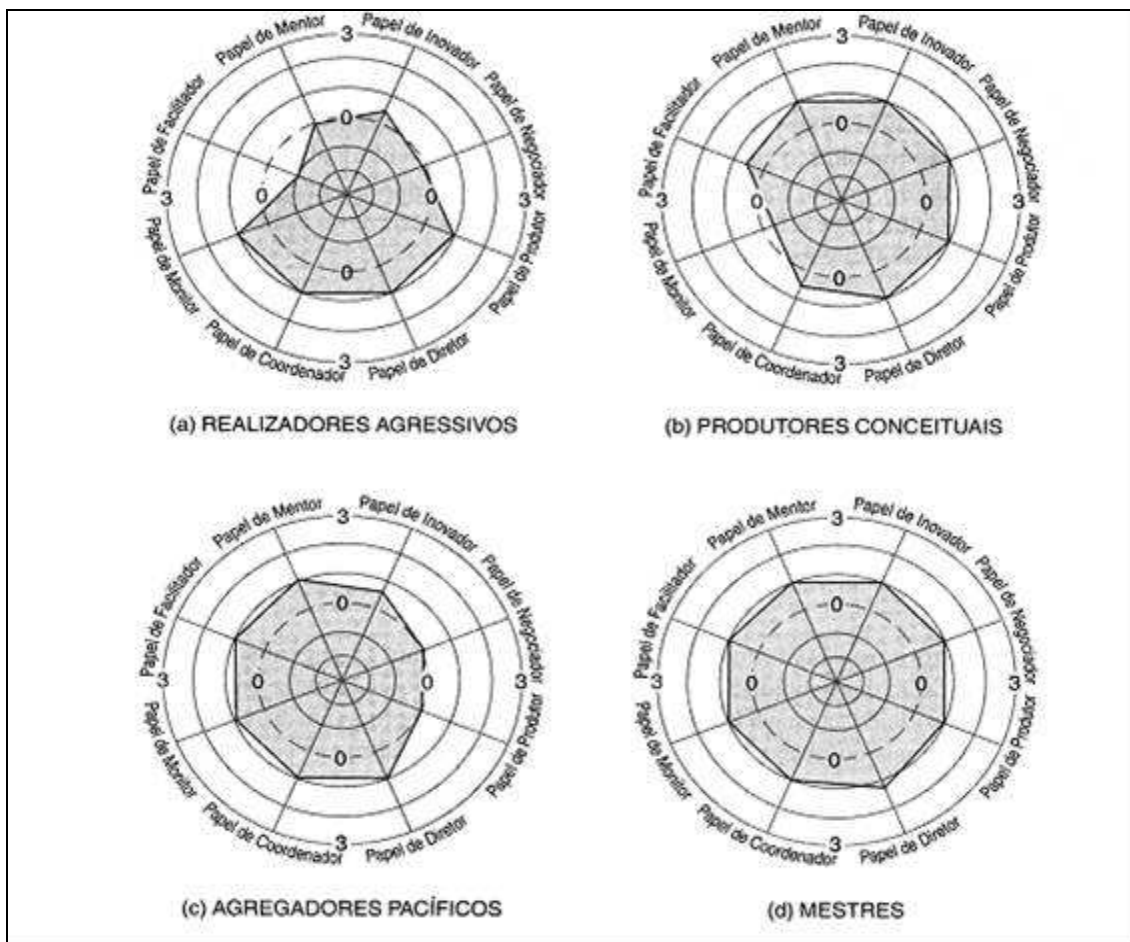 Papel de Mentor
3
Papel de Inovador
Papel de Facilitador
Papel de Negociador
0
3
0
0
3
Papel de Monitor
0
Papel de Produtor
Papel de Coordenador
3
Papel de Diretor
(a) REALIZADORES AGRESSIVOS
Papel de Mentor
3
Papel de Inovador
Papel de Facilitador
Papel de Negociador
0
3
0
0
3
Papel de Monitor
0
Papel de Produtor
Papel de Coordenador
3
Papel de Diretor
(b) PRODUTORES CONCEITUAIS
Papel de Mentor
3
Papel de Inovador
Papel de Facilitador
Papel de Negociador
0
3
0
0
3
Papel de Monitor
0
Papel de Produtor
Papel de Coordenador
3
Papel de Diretor
(c) AGREGADORES PACÍFICOS
Papel de Mentor
3
Papel de Inovador
Papel de Facilitador
Papel de Negociador
0
3
0
0
3
Papel de Monitor
0
Papel de Produtor
Papel de Coordenador
3
Papel de Diretor
(d) MESTRES